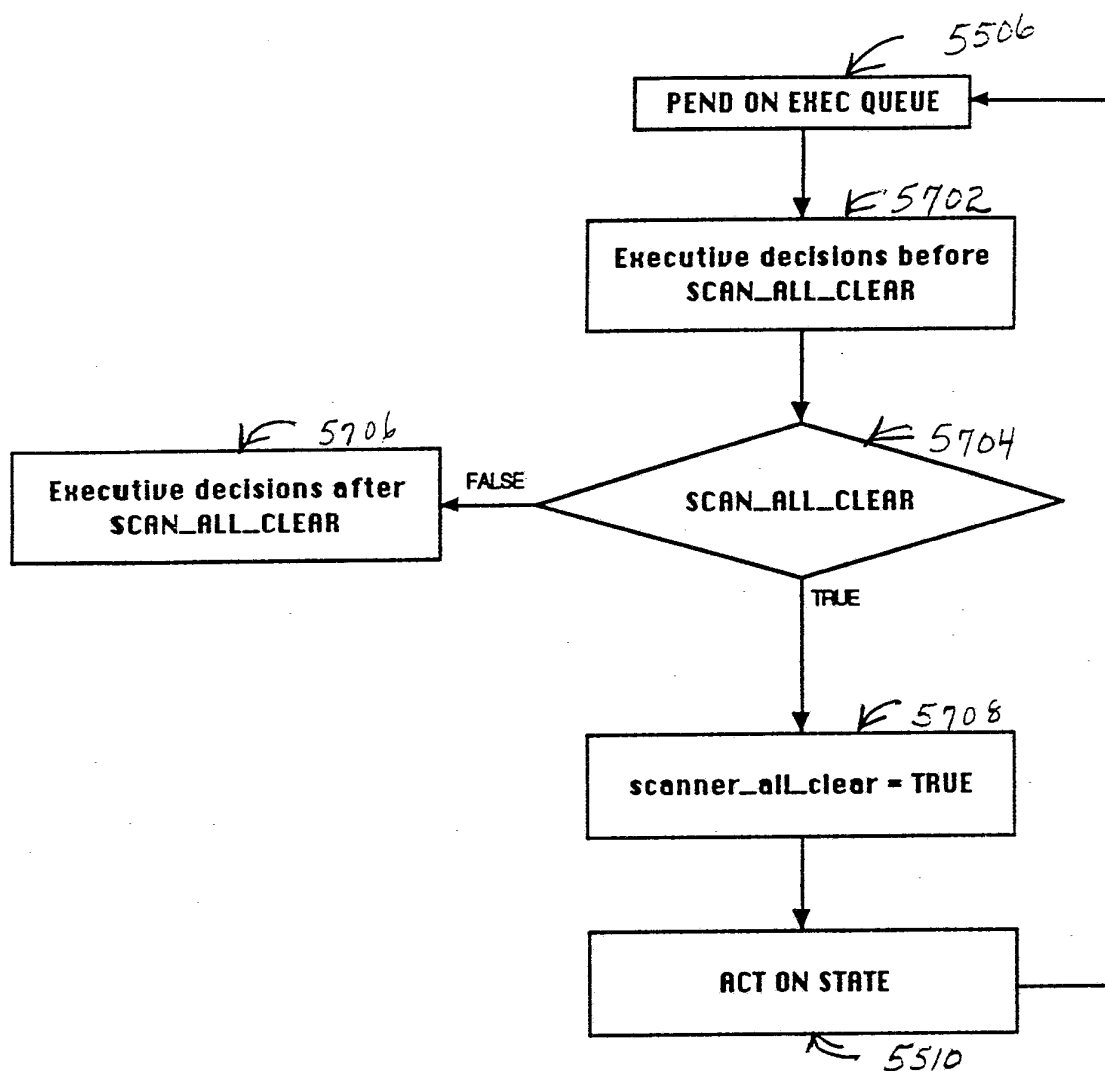 5506
PEND ON EXEC QUEUE
5702
Executive decisions before
SCAN_ALL_CLEAR
5704
SCAN_ALL_CLEAR
FALSE
5706
Executive decisions after
SCAN_ALL_CLEAR
TRUE
5708
scanner_all_clear = TRUE
ACT ON STATE
5510